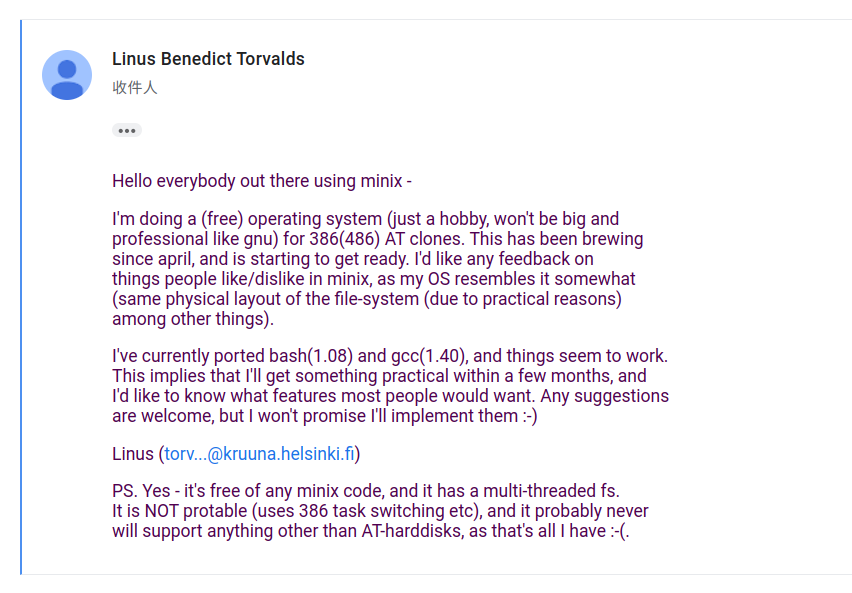 Linus Benedict Torvalds
收件人
Hello everybody out there using minix -
I'm doing a (free) operating system (just a hobby, won't be big and
professional like gnu) for 386(486) AT clones. This has been brewing
since april, and is starting to get ready. I'd like any feedback on
things people like/dislike in minix, as my OS resembles it somewhat
(same physical layout of the file-system (due to practical reasons)
among other things).
I've currently ported bash(1.08) and gcc(1.40), and things seem to work.
This implies that I'll get something practical within a few months, and
I'd like to know what features most people would want. Any suggestions
are welcome, but I won't promise I'll implement them :-)
Linus (torv...@kruuna.helsinki.fi)
PS. Yes - it's free of any minix code, and it has a multi-threaded fs.
It is NOT protable (uses 386 task switching etc), and it probably never
will support anything other than AT-harddisks, as that's all I have :-(.